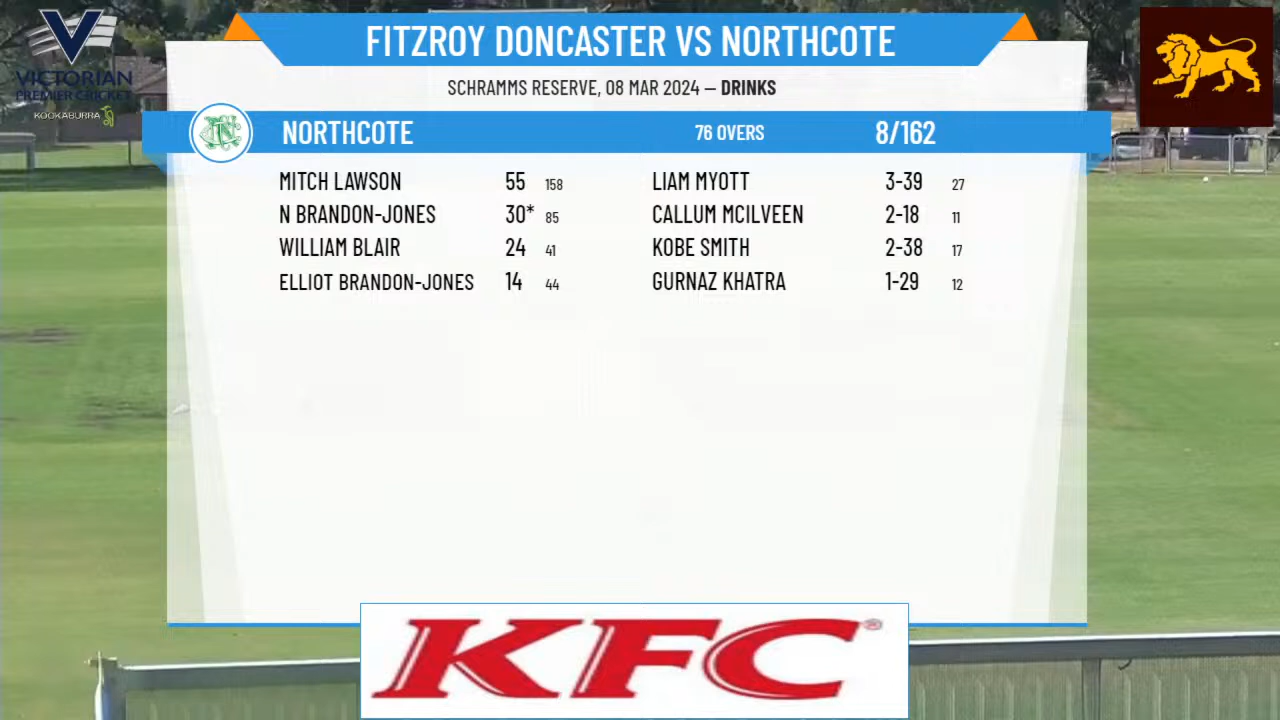 FITZROY DONCASTER VS NORTHCOTE
VICTORIAN
PREMIER CRICKET
KOOKABURRA
SCHRAMMS RESERVE, 08 MAR 2024 – DRINKS
NORTHCOTE 76 OVERS 8/162
MITCH LAWSON 55 158 LIAM MYOTT 3-39 27
N BRANDON-JONES 30* 85 CALLUM MCILVEEN 2-18 11
WILLIAM BLAIR 24 41 KOBE SMITH 2-38 17
ELLIOT BRANDON-JONES 14 44 GURNAZ KHATRA 1-29 12
KFC®